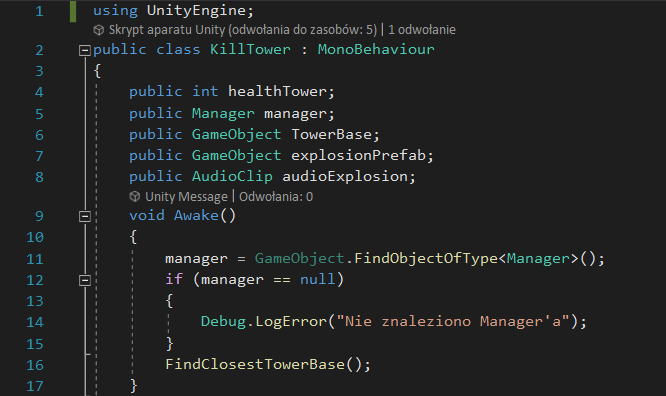 1 using UnityEngine;
Skrypt aparatu Unity (odwołania do zasobów: 5) | 1 odwołanie
2 public class KillTower : MonoBehaviour
3 {
4 public int healthTower;
5 public Manager manager;
6 public GameObject TowerBase;
7 public GameObject explosionPrefab;
8 public AudioClip audioExplosion;
Unity Message | Odwołania: 0
9 void Awake()
10 {
11 manager = GameObject.FindObjectOfType<Manager>();
12 if (manager == null)
13 {
14 Debug.LogError("Nie znaleziono Manager'a");
15 }
16 FindClosestTowerBase();
17 }